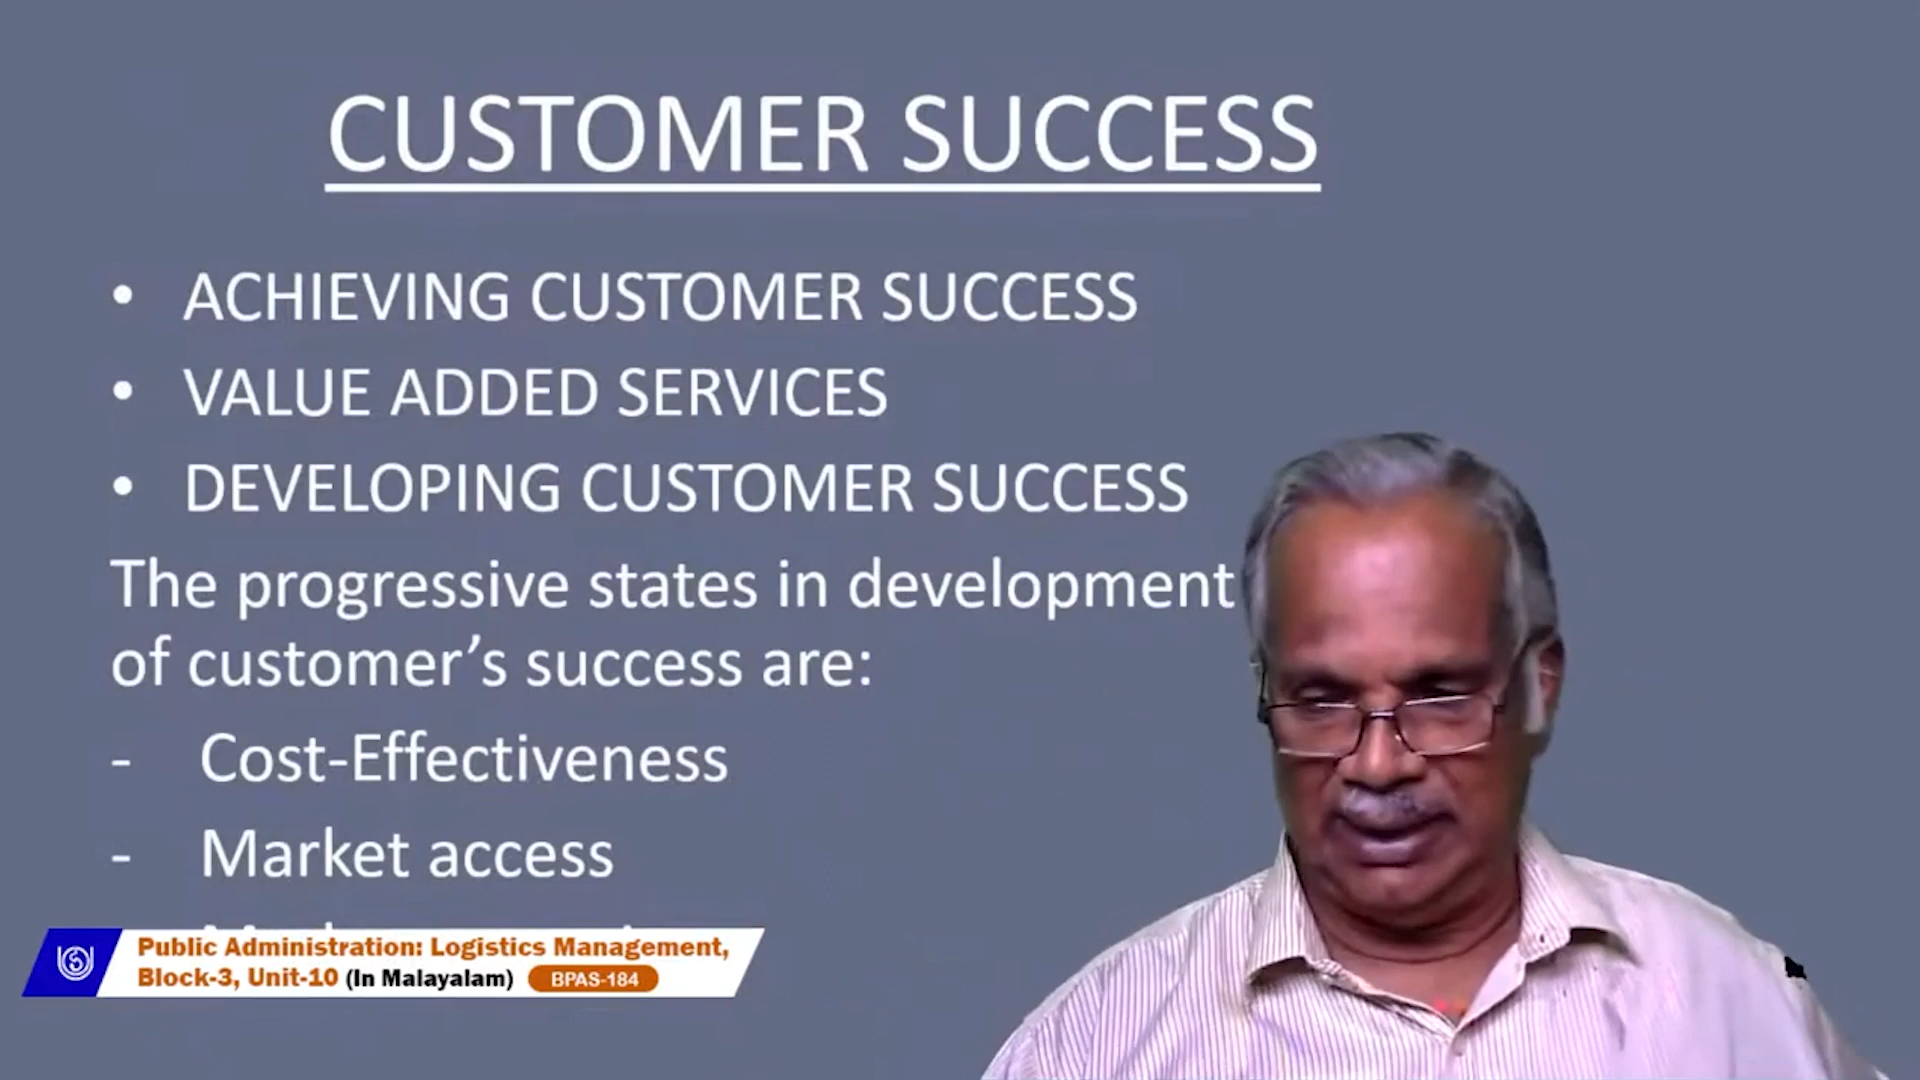 CUSTOMER SUCCESS
• ACHIEVING CUSTOMER SUCCESS
• VALUE ADDED SERVICES
• DEVELOPING CUSTOMER SUCCESS
The progressive states in development
of customer’s success are:
- Cost-Effectiveness
- Market access
Public Administration: Logistics Management,
Block-3, Unit-10 (In Malayalam) BPAS-184